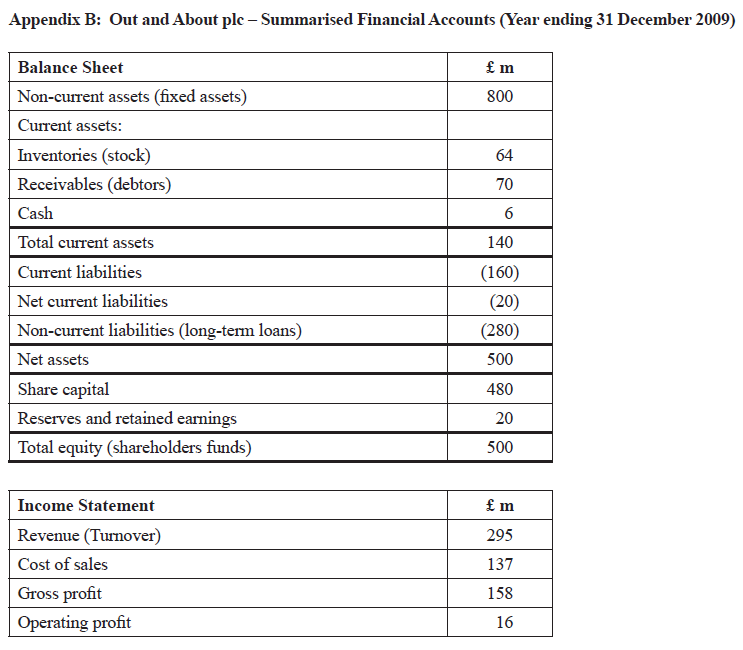 Appendix B: Out and About plc – Summarised Financial Accounts (Year ending 31 December 2009)
Balance Sheet £ m
Non-current assets (fixed assets) 800
Current assets:
Inventories (stock) 64
Receivables (debtors) 70
Cash 6
Total current assets 140
Current liabilities (160)
Net current liabilities (20)
Non-current liabilities (long-term loans) (280)
Net assets 500
Share capital 480
Reserves and retained earnings 20
Total equity (shareholders funds) 500
Income Statement £ m
Revenue (Turnover) 295
Cost of sales 137
Gross profit 158
Operating profit 16